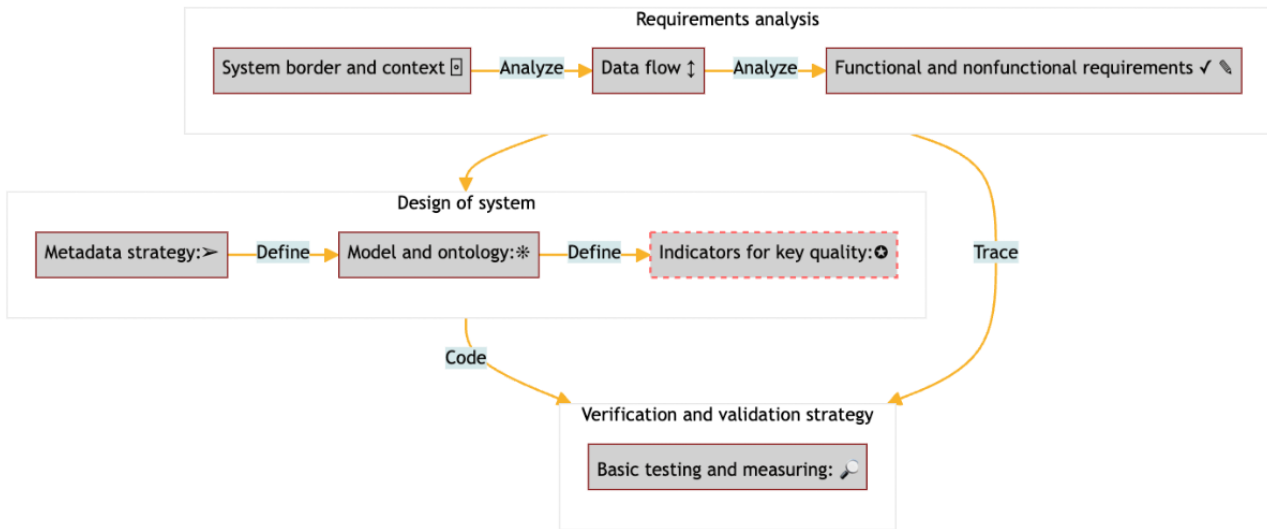 Requirements analysis
System border and context 🞑 Analyze Data flow ↕ Analyze Functional and nonfunctional requirements ✓ ✎
Design of system
Metadata strategy:➢ Define Model and ontology:⁜ Define Indicators for key quality:✪
Trace
Code
Verification and validation strategy
Basic testing and measuring: 🔎